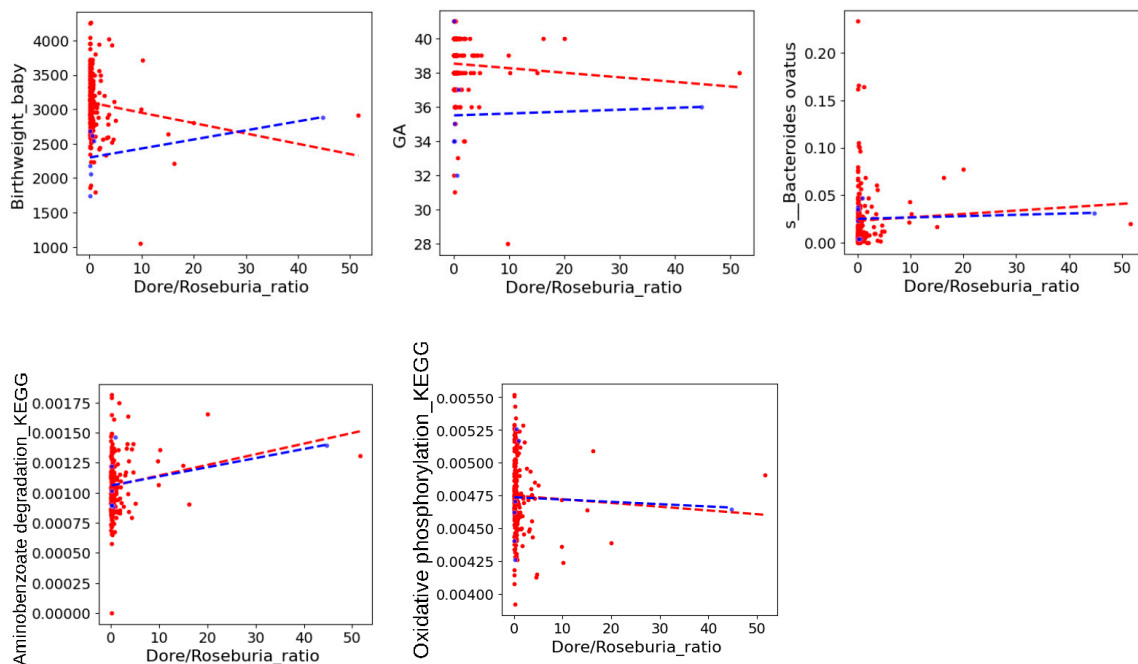 Birthweight_baby
4000
3500
3000
2500
2000
1500
1000
0 10 20 30 40 50
Dore/Roseburia_ratio
GA
40
38
36
34
32
30
28
0 10 20 30 40 50
Dore/Roseburia_ratio
s__Bacteroides ovatus
0.20
0.15
0.10
0.05
0.00
0 10 20 30 40 50
Dore/Roseburia_ratio
Aminobenzoate degradation_KEGG
0.00175
0.00150
0.00125
0.00100
0.00075
0.00050
0.00025
0.00000
0 10 20 30 40 50
Dore/Roseburia_ratio
Oxidative phosphorylation_KEGG
0.00550
0.00525
0.00500
0.00475
0.00450
0.00425
0.00400
0 10 20 30 40 50
Dore/Roseburia_ratio